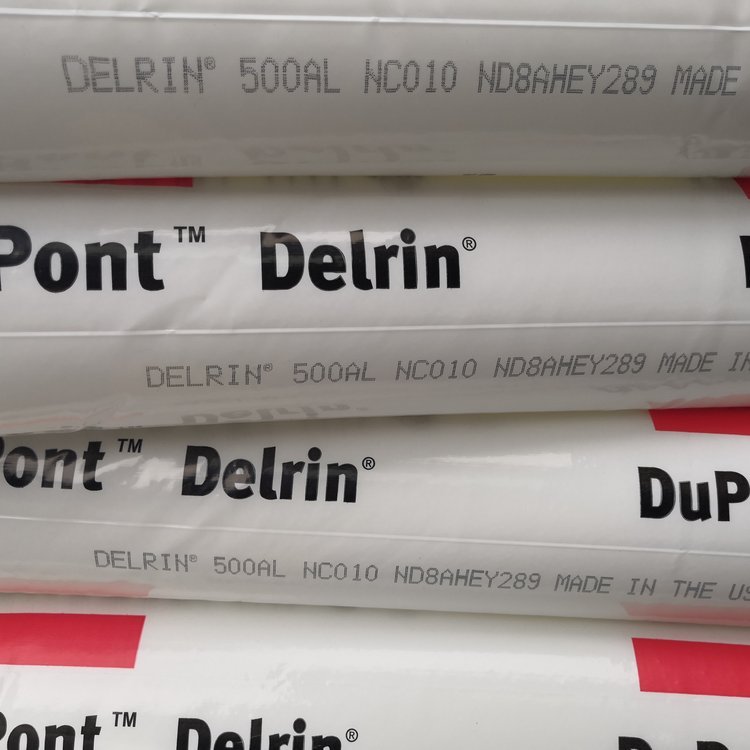 DELRIN® 500AL NC010 ND8AHEY289 MADE
Pont™ Delrin®
DELRIN® 500AL NC010 ND8AHEY289 MADE IN
Pont™ Delrin® DuP
DELRIN® 500AL NC010 ND8AHEY289 MADE IN THE US
Pont™ Delrin®